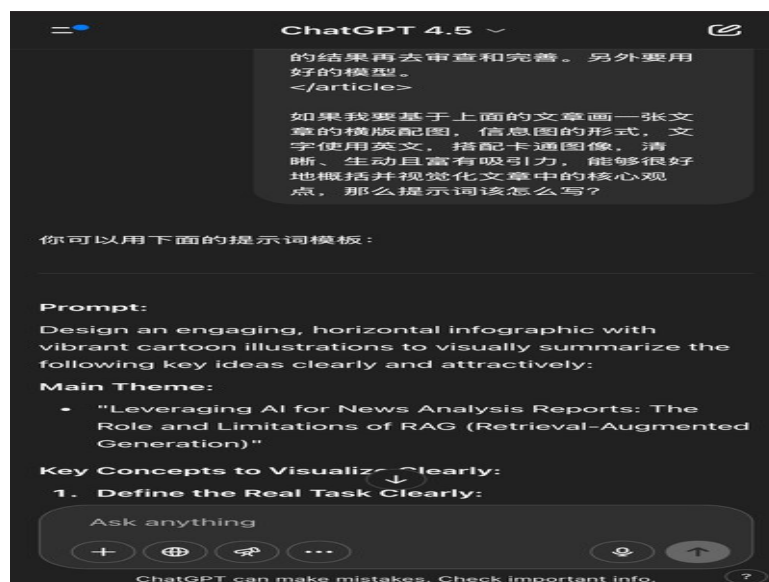 ChatGPT 4.5
的结果再去审查和完善。另外要用
好的模型。
</article>
如果我要基于上面的文章画一张文
章的横版配图，信息图的形式，文
字使用英文，搭配卡通图像，清
晰、生动且富有吸引力，能够很好
地概括并视觉化文章中的核心观
点，那么提示词该怎么写?
你可以用下面的提示词模板：
Prompt:
Design an engaging, horizontal infographic with
vibrant cartoon illustrations to visually summarize the
following key ideas clearly and attractively:
Main Theme:
• "Leveraging AI for News Analysis Reports: The
Role and Limitations of RAG (Retrieval-Augmented
Generation)"
Key Concepts to Visualize Clearly:
1. Define the Real Task Clearly:
Ask anything
ChatGPT can make mistakes. Check important info.
?